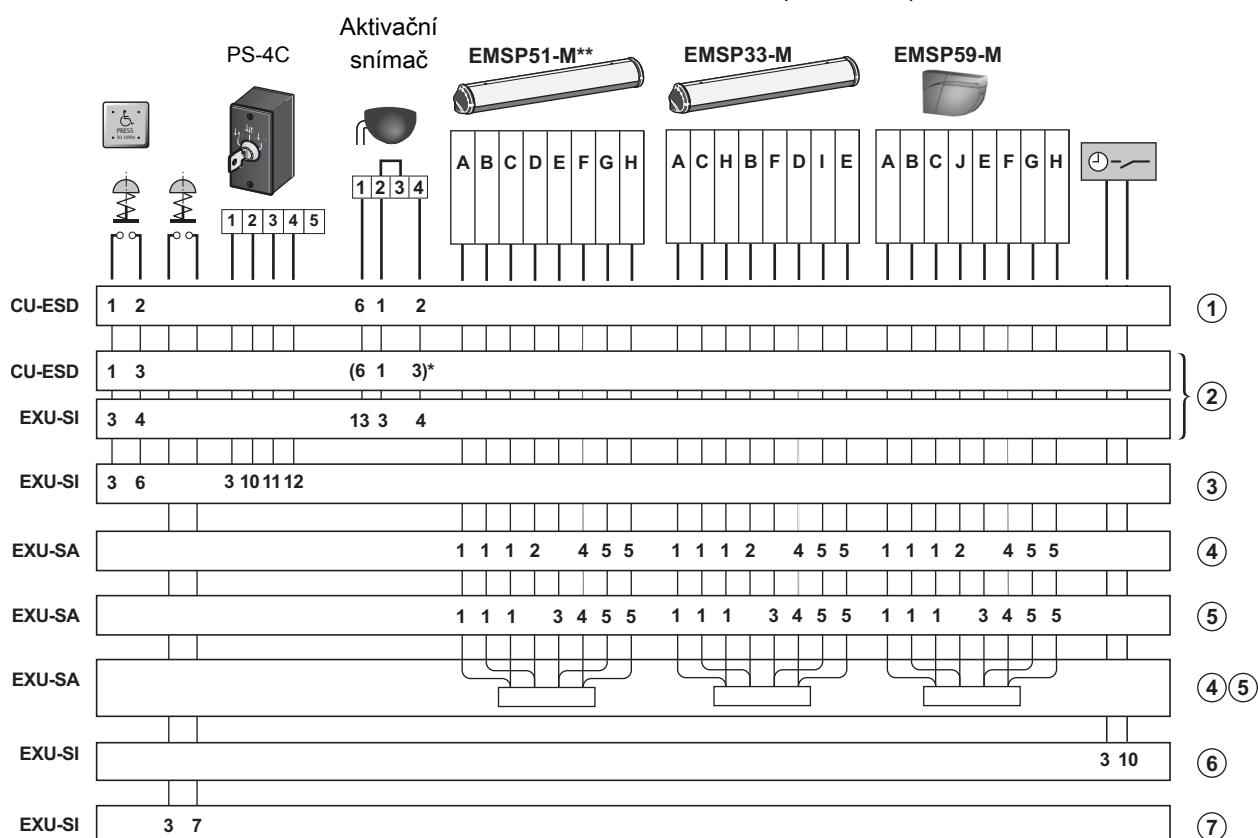 Aktivační
snímač
PS-4C
EMSP51-M**
EMSP33-M
EMSP59-M
PRESS
TO OPEN
1 2 3 4 5
1 2 3 4
A B C D E F G H
A C H B F D I E
A B C J E F G H
CU-ESD 1 2 6 1 2 1
CU-ESD 1 3 (6 1 3)*
2
EXU-SI 3 4 13 3 4
EXU-SI 3 6 3 10 11 12 3
EXU-SA 1 1 1 2 4 5 5 1 1 1 2 4 5 5 1 1 1 2 4 5 5 4
EXU-SA 1 1 1 3 4 5 5 1 1 1 3 4 5 5 1 1 1 3 4 5 5 5
EXU-SA 4 5
EXU-SI 3 10 6
EXU-SI 3 7 7